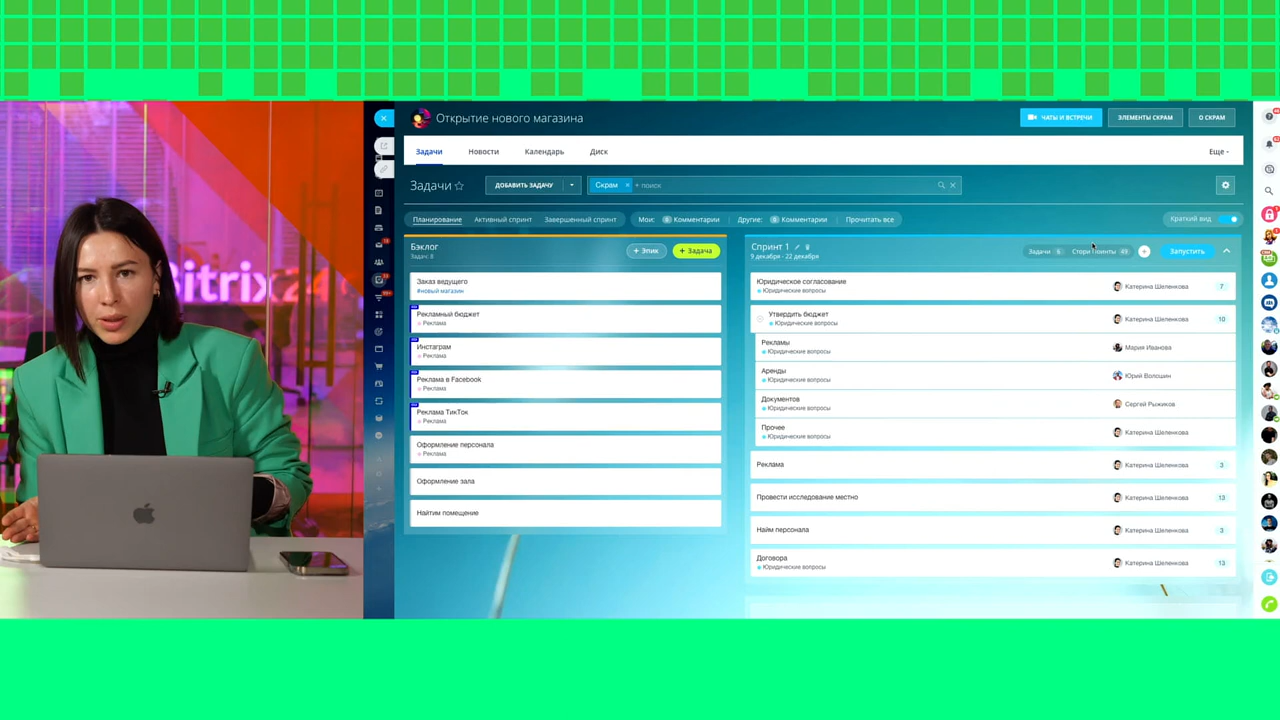 Bitrix24
Открытие нового магазина
ЧАТЫ И ВСТРЕЧИ
ЭЛЕМЕНТЫ СКРАМ
О СКРАМ
Задачи
Новости
Календарь
Диск
Еще
Задачи
ДОБАВИТЬ ЗАДАЧУ
Скрам
+ поиск
Планирование
Активный спринт
Завершенный спринт
Мои:
Комментарии
Другие:
Комментарии
Прочитать все
Краткий вид
Бэклог
Задач: 8
+ Эпик
+ Задача
Заказ ведущего
#новый магазин
Рекламный бюджет
Реклама
Инстаграм
Реклама
Реклама в Facebook
Реклама
Реклама ТикТок
Реклама
Оформление персонала
Реклама
Оформление зала
Найтим помещение
Спринт 1
9 декабря - 22 декабря
Задачи 6
Стори Поинты 49
Запустить
Юридическое согласование
Юридические вопросы
Катерина Шеленкова 7
Утвердить бюджет
Юридические вопросы
Катерина Шеленкова 10
Рекламы
Юридические вопросы
Мария Иванова
Аренды
Юридические вопросы
Юрий Волошин
Документов
Юридические вопросы
Сергей Рыжиков
Прочее
Юридические вопросы
Катерина Шеленкова
Реклама
Катерина Шеленкова 3
Провести исследование местно
Катерина Шеленкова 13
Найм персонала
Катерина Шеленкова 3
Договора
Юридические вопросы
Катерина Шеленкова 13